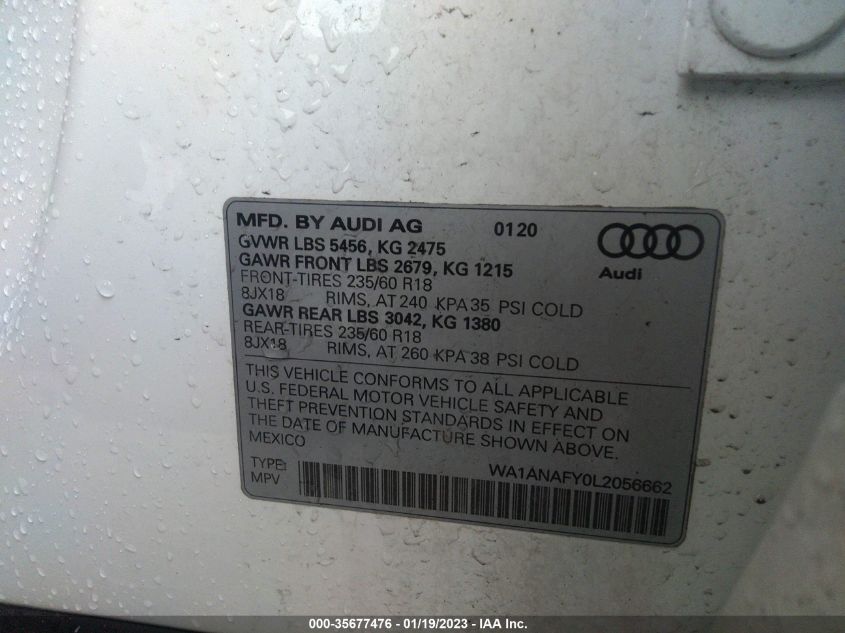 MFD. BY AUDI AG 0120
GVWR LBS 5456, KG 2475
GAWR FRONT LBS 2679, KG 1215
FRONT-TIRES 235/60 R18
8JX18 RIMS, AT 240 KPA 35 PSI COLD
GAWR REAR LBS 3042, KG 1380
REAR-TIRES 235/60 R18
8JX18 RIMS, AT 260 KPA 38 PSI COLD
Audi
THIS VEHICLE CONFORMS TO ALL APPLICABLE
U.S. FEDERAL MOTOR VEHICLE SAFETY AND
THEFT PREVENTION STANDARDS IN EFFECT ON
THE DATE OF MANUFACTURE SHOWN ABOVE.
MEXICO
TYPE: WA1ANAFY0L2056662
MPV
000-35677476 - 01/19/2023 - IAA Inc.